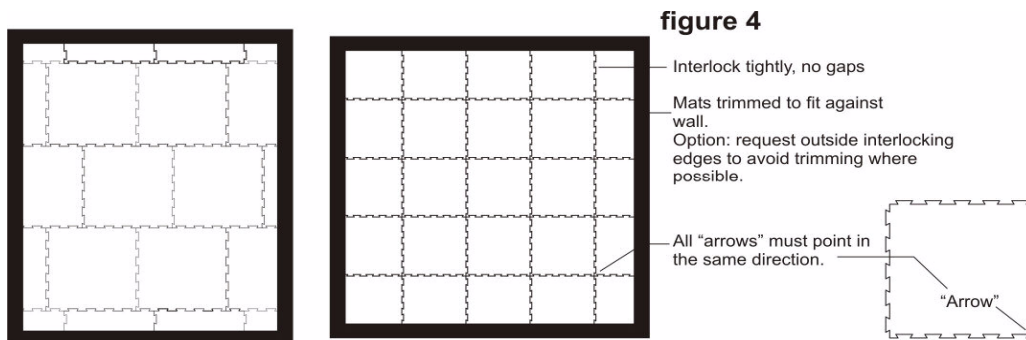 figure 4
Interlock tightly, no gaps
Mats trimmed to fit against
wall.
Option: request outside interlocking
edges to avoid trimming where
possible.
All “arrows” must point in
the same direction.
“Arrow”